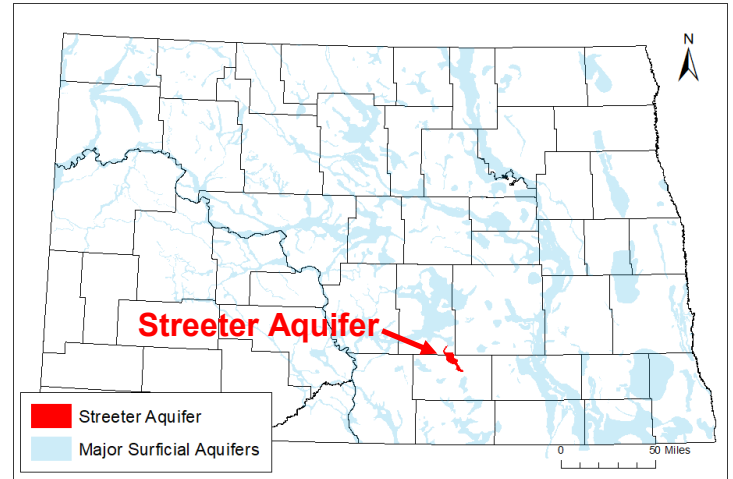 N
Streeter Aquifer
Streeter Aquifer
Major Surficial Aquifers
0 50 Miles